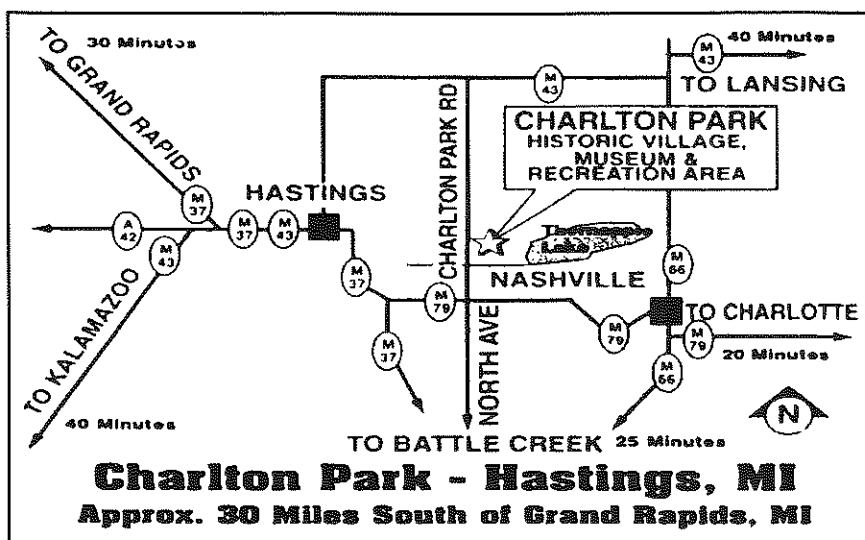 30 Minutes
TO GRAND RAPIDS
M 43
40 Minutes
TO LANSING
M 43
CHARLTON PARK RD
CHARLTON PARK
HISTORIC VILLAGE,
MUSEUM &
RECREATION AREA
HASTINGS
M 37
A 42
M 37
M 43
M 43
Thornapple
Lake
NASHVILLE
M 66
M 37
M 79
M 37
M 79
TO CHARLOTTE
M 79
20 Minutes
M 66
NORTH AVE
TO KALAMAZOO
40 Minutes
TO BATTLE CREEK
25 Minutes
N
Charlton Park - Hastings, MI
Approx. 30 Miles South of Grand Rapids, MI